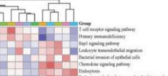 Group
T cell receptor signaling pathway
Primary immunodeficiency
Rap1 signaling pathway
Leukocyte transendothelial migration
Bacterial invasion of epithelial cells
Chemokine signaling pathway
Endocytosis